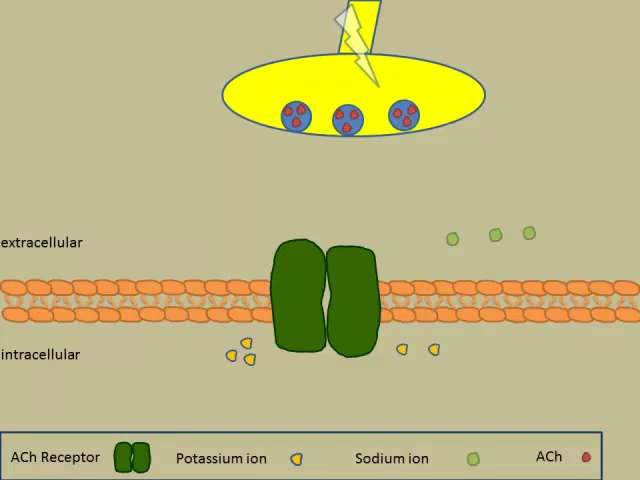 extracellular
intracellular
ACh Receptor
Potassium ion
Sodium ion
ACh